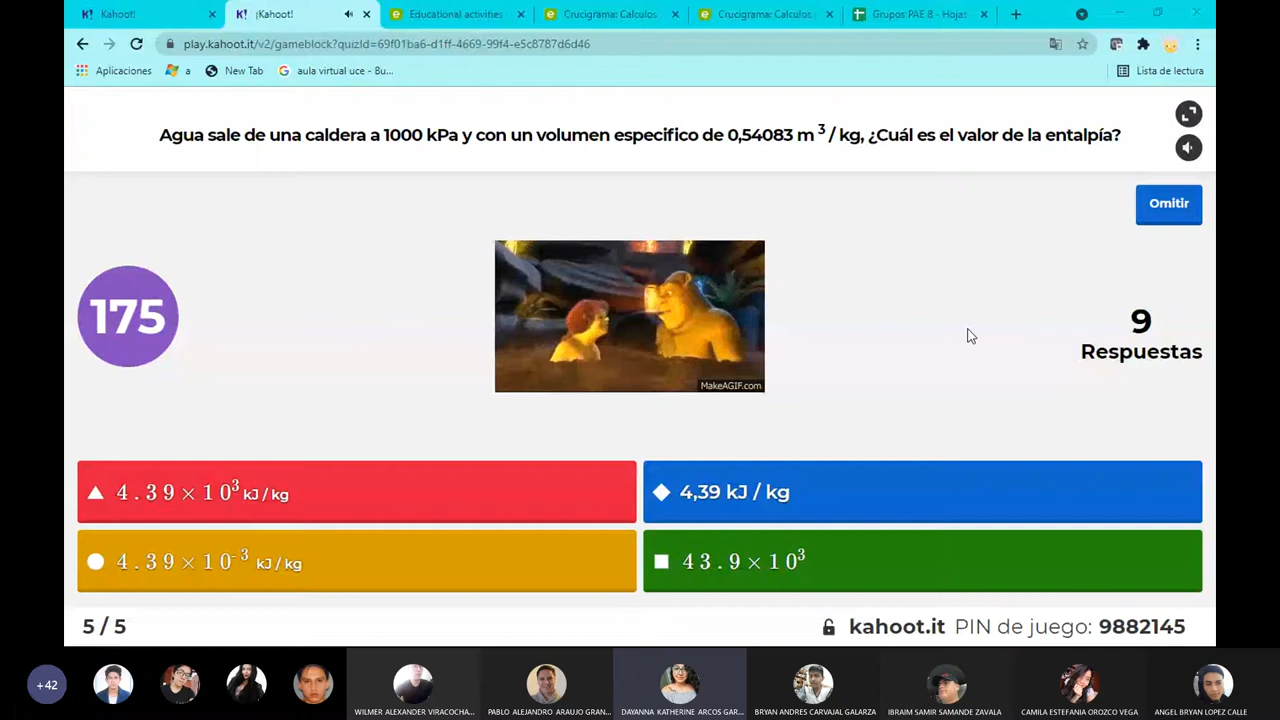 Kahoot!
¡Kahoot!
Educational activities
Crucigrama: Calculos
Crucigrama: Calculos
Grupos PAE 8 - Hojas
play.kahoot.it/v2/gameblock?quizId=69f01ba6-d1ff-4669-99f4-e5c8787d6d46
Aplicaciones
a
New Tab
aula virtual uce - Bu...
Lista de lectura
Agua sale de una caldera a 1000 kPa y con un volumen especifico de 0,54083 m ³ / kg, ¿Cuál es el valor de la entalpía?
Omitir
175
MakeAGIF.com
9
Respuestas
4.39×10³ kJ / kg
4,39 kJ / kg
4.39×10⁻³ kJ / kg
43.9×10³
5 / 5
kahoot.it PIN de juego: 9882145
+42
WILMER ALEXANDER VIRACOCHA...
PABLO ALEJANDRO ARAUJO GRAN...
DAYANNA KATHERINE ARCOS GAR...
BRYAN ANDRES CARVAJAL GALARZA
IBRAIM SAMIR SAMANDE ZAVALA
CAMILA ESTEFANIA OROZCO VEGA
ANGEL BRYAN LOPEZ CALLE